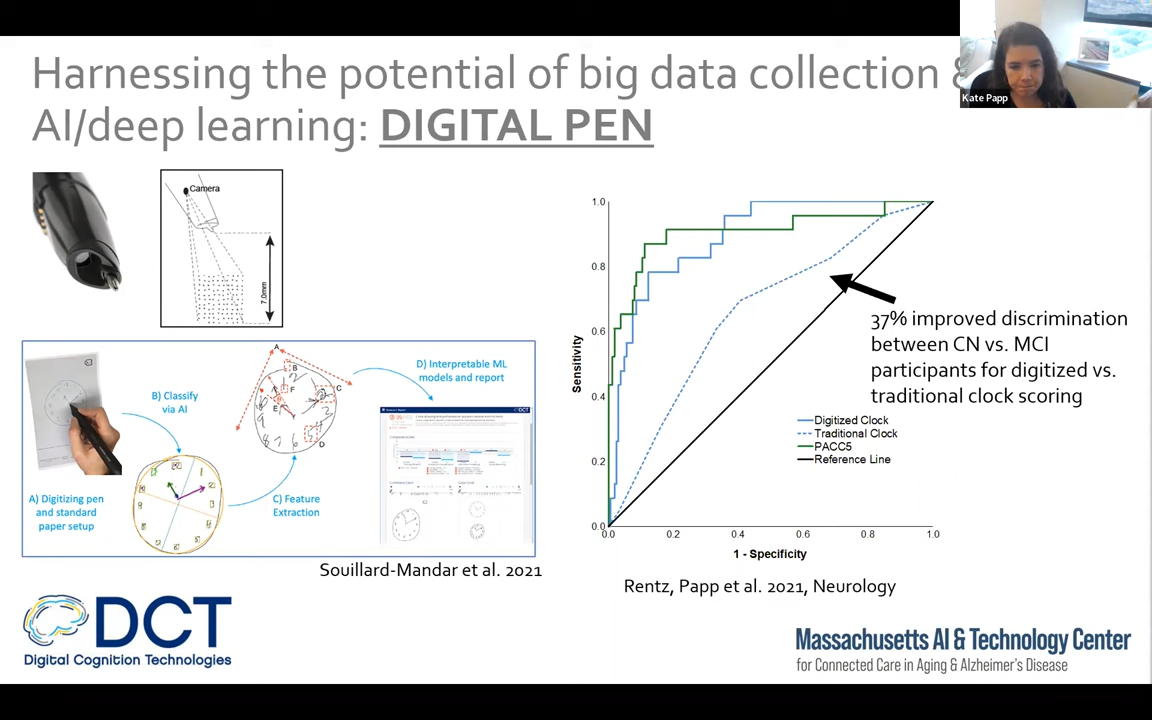 Harnessing the potential of big data collection
AI/deep learning: DIGITAL PEN
Kate Papp
Camera
7.0mm
A) Digitizing pen
and standard
paper setup
B) Classify
via AI
C) Feature
Extraction
D) Interpretable ML
models and report
A
B
F
C
E
D
DCT
Souillard-Mandar et al. 2021
Sensitivity
1.0
0.8
0.6
0.4
0.2
0.0
0.0 0.2 0.4 0.6 0.8 1.0
1 - Specificity
37% improved discrimination
between CN vs. MCI
participants for digitized vs.
traditional clock scoring
Digitized Clock
Traditional Clock
PACC5
Reference Line
Rentz, Papp et al. 2021, Neurology
DCT
Digital Cognition Technologies
Massachusetts AI & Technology Center
for Connected Care in Aging & Alzheimer's Disease